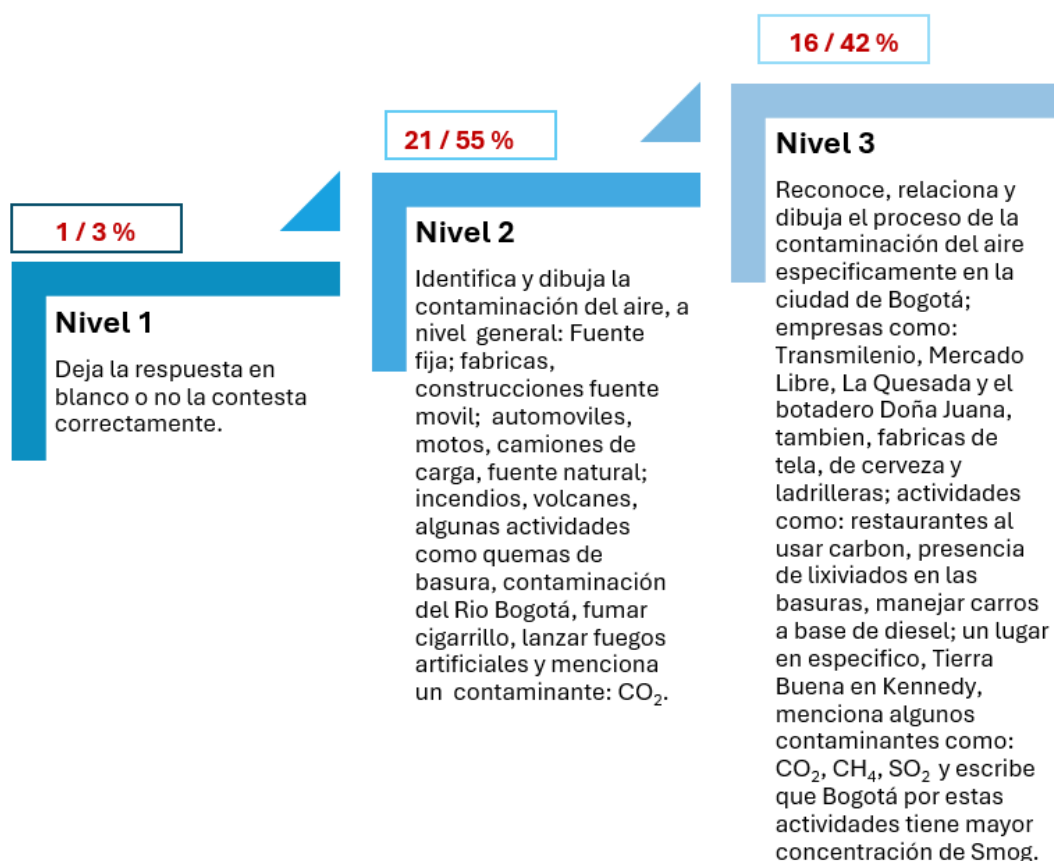 1 / 3 %
Nivel 1
Deja la respuesta en
blanco o no la contesta
correctamente.
21 / 55 %
Nivel 2
Identifica y dibuja la
contaminación del aire, a
nivel general: Fuente
fija; fabricas,
construcciones fuente
movil; automoviles,
motos, camiones de
carga, fuente natural;
incendios, volcanes,
algunas actividades
como quemas de
basura, contaminación
del Rio Bogotá, fumar
cigarrillo, lanzar fuegos
artificiales y menciona
un contaminante: CO₂.
16 / 42 %
Nivel 3
Reconoce, relaciona y
dibuja el proceso de la
contaminación del aire
especificamente en la
ciudad de Bogotá;
empresas como:
Transmilenio, Mercado
Libre, La Quesada y el
botadero Doña Juana,
tambien, fabricas de
tela, de cerveza y
ladrilleras; actividades
como: restaurantes al
usar carbon, presencia
de lixiviados en las
basuras, manejar carros
a base de diesel; un lugar
en especifico, Tierra
Buena en Kennedy,
menciona algunos
contaminantes como:
CO₂, CH₄, SO₂ y escribe
que Bogotá por estas
actividades tiene mayor
concentración de Smog.